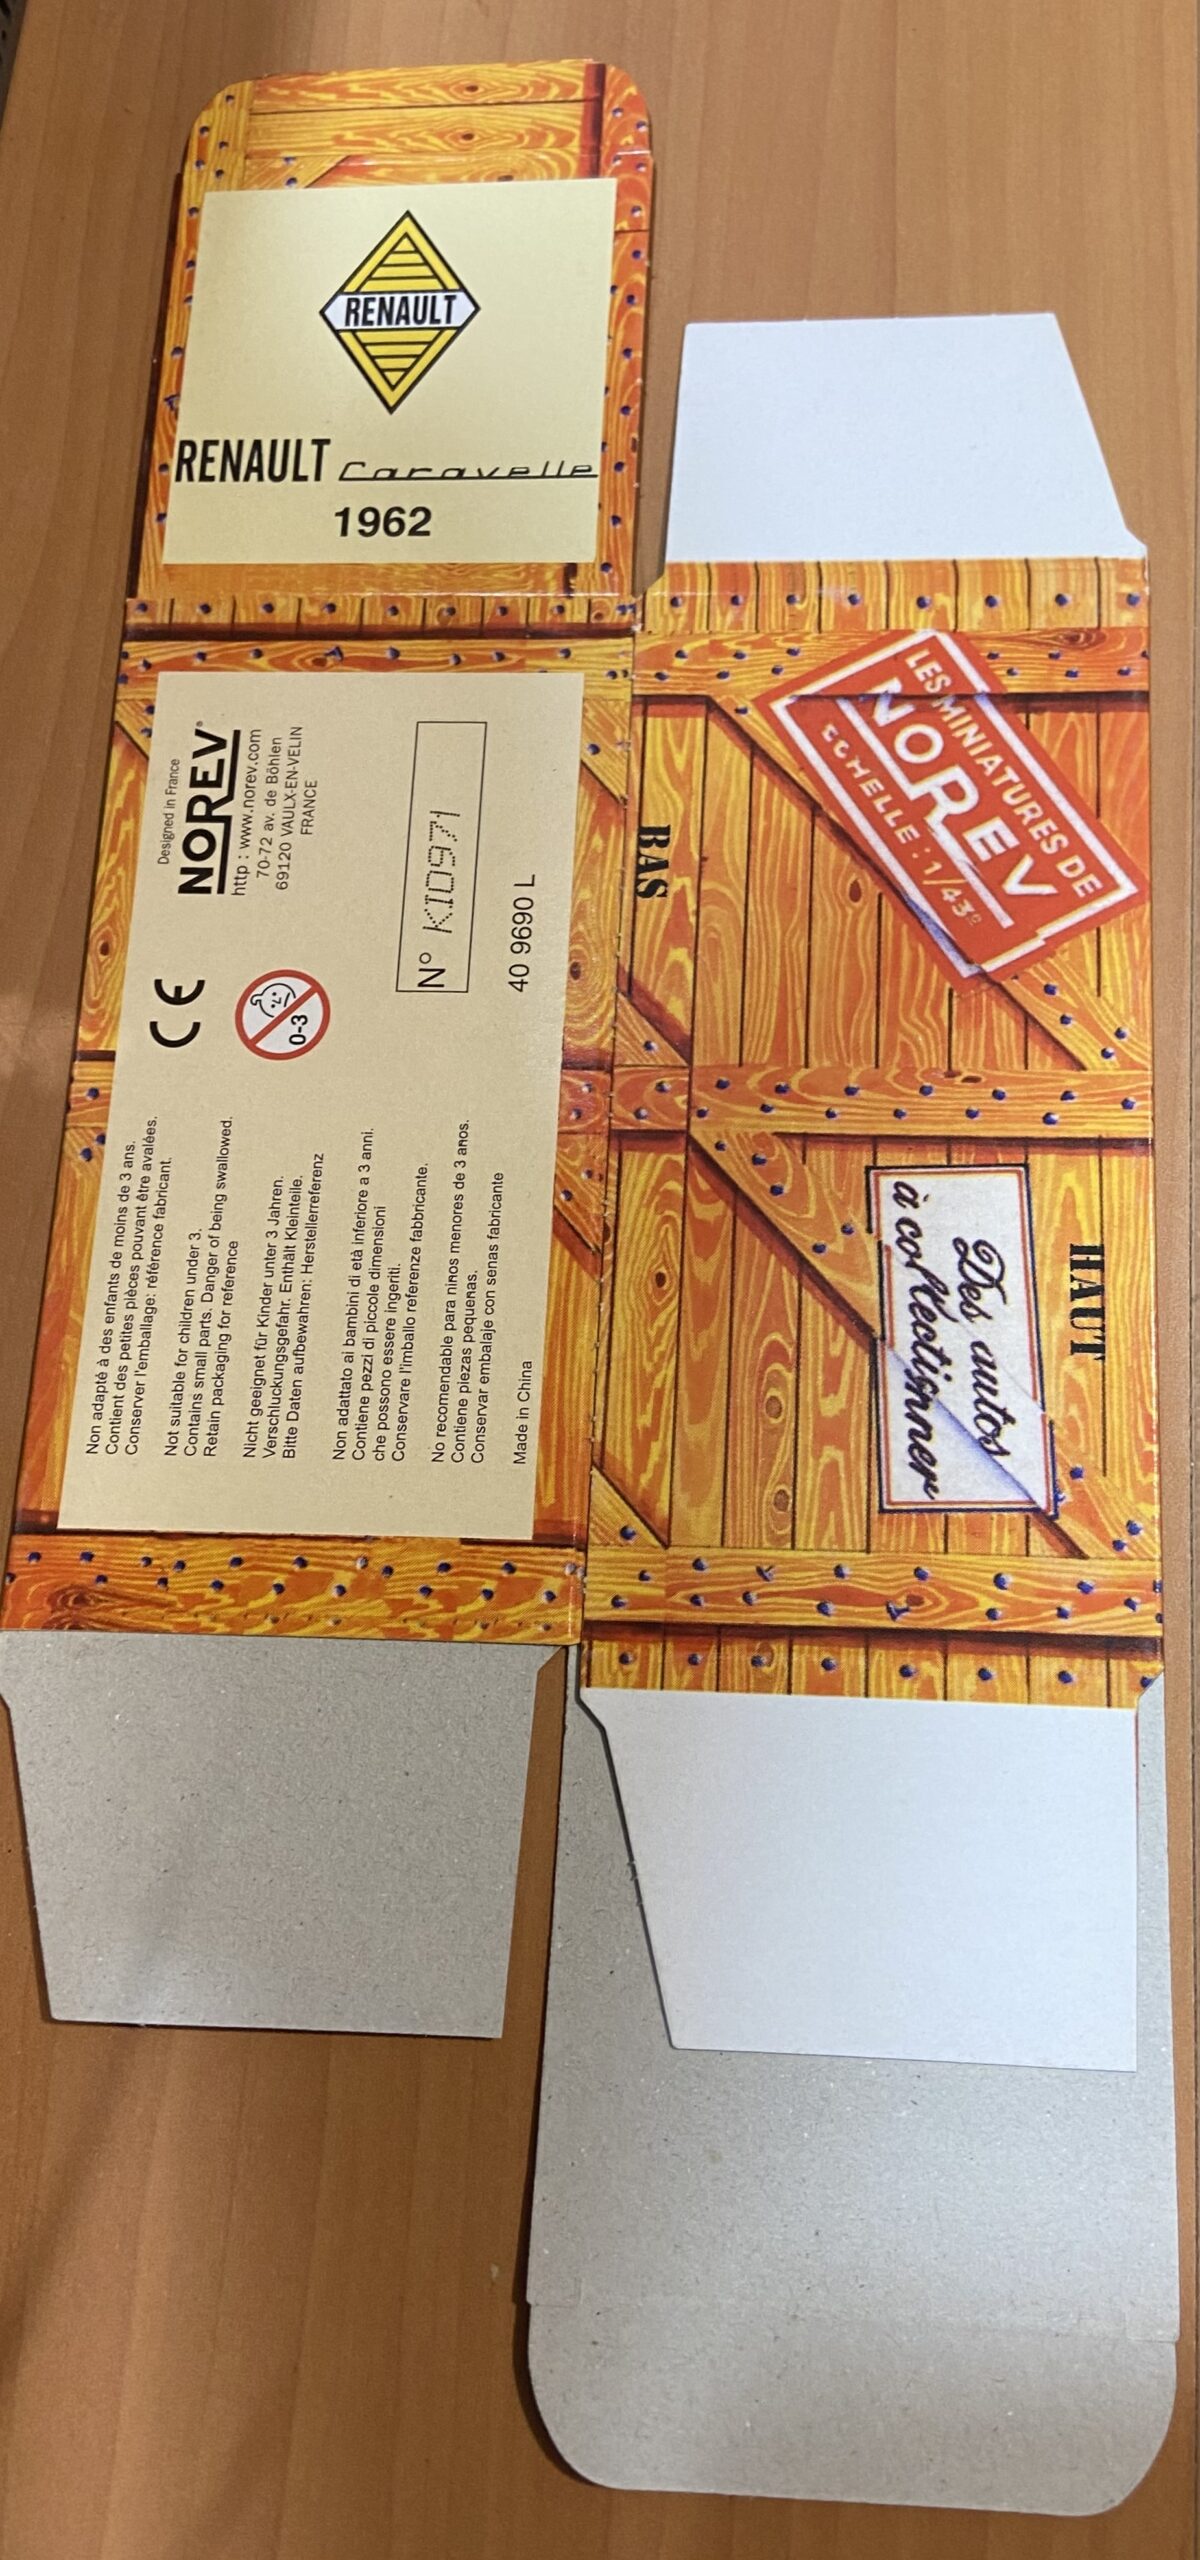 RENAULT
RENAULT Caravelle
1962
Designed in France
NOREV®
http : www.norev.com
70-72 av. de Böhlen
69120 VAULX-EN-VELIN
FRANCE
CE
0-3
N° K10971
40 9690 L
Non adapté à des enfants de moins de 3 ans.
Contient des petites pièces pouvant être avalées.
Conserver l'emballage: référence fabricant.
Not suitable for children under 3.
Contains small parts. Danger of being swallowed.
Retain packaging for reference
Nicht geeignet für Kinder unter 3 Jahren.
Verschluckungsgefahr. Enthält Kleinteile.
Bitte Daten aufbewahren: Herstellerreferenz
Non adattato ai bambini di età inferiore a 3 anni.
Contiene pezzi di piccole dimensioni
che possono essere ingeriti.
Conservare l'imballo referenze fabbricante.
No recomendable para niños menores de 3 años.
Contiene piezas pequeñas.
Conservar embalaje con senas fabricante
Made in China
BAS
LES MINIATURES DE
NOREV
ECHELLE : 1/43e
HAUT
Des autos
à collectionner